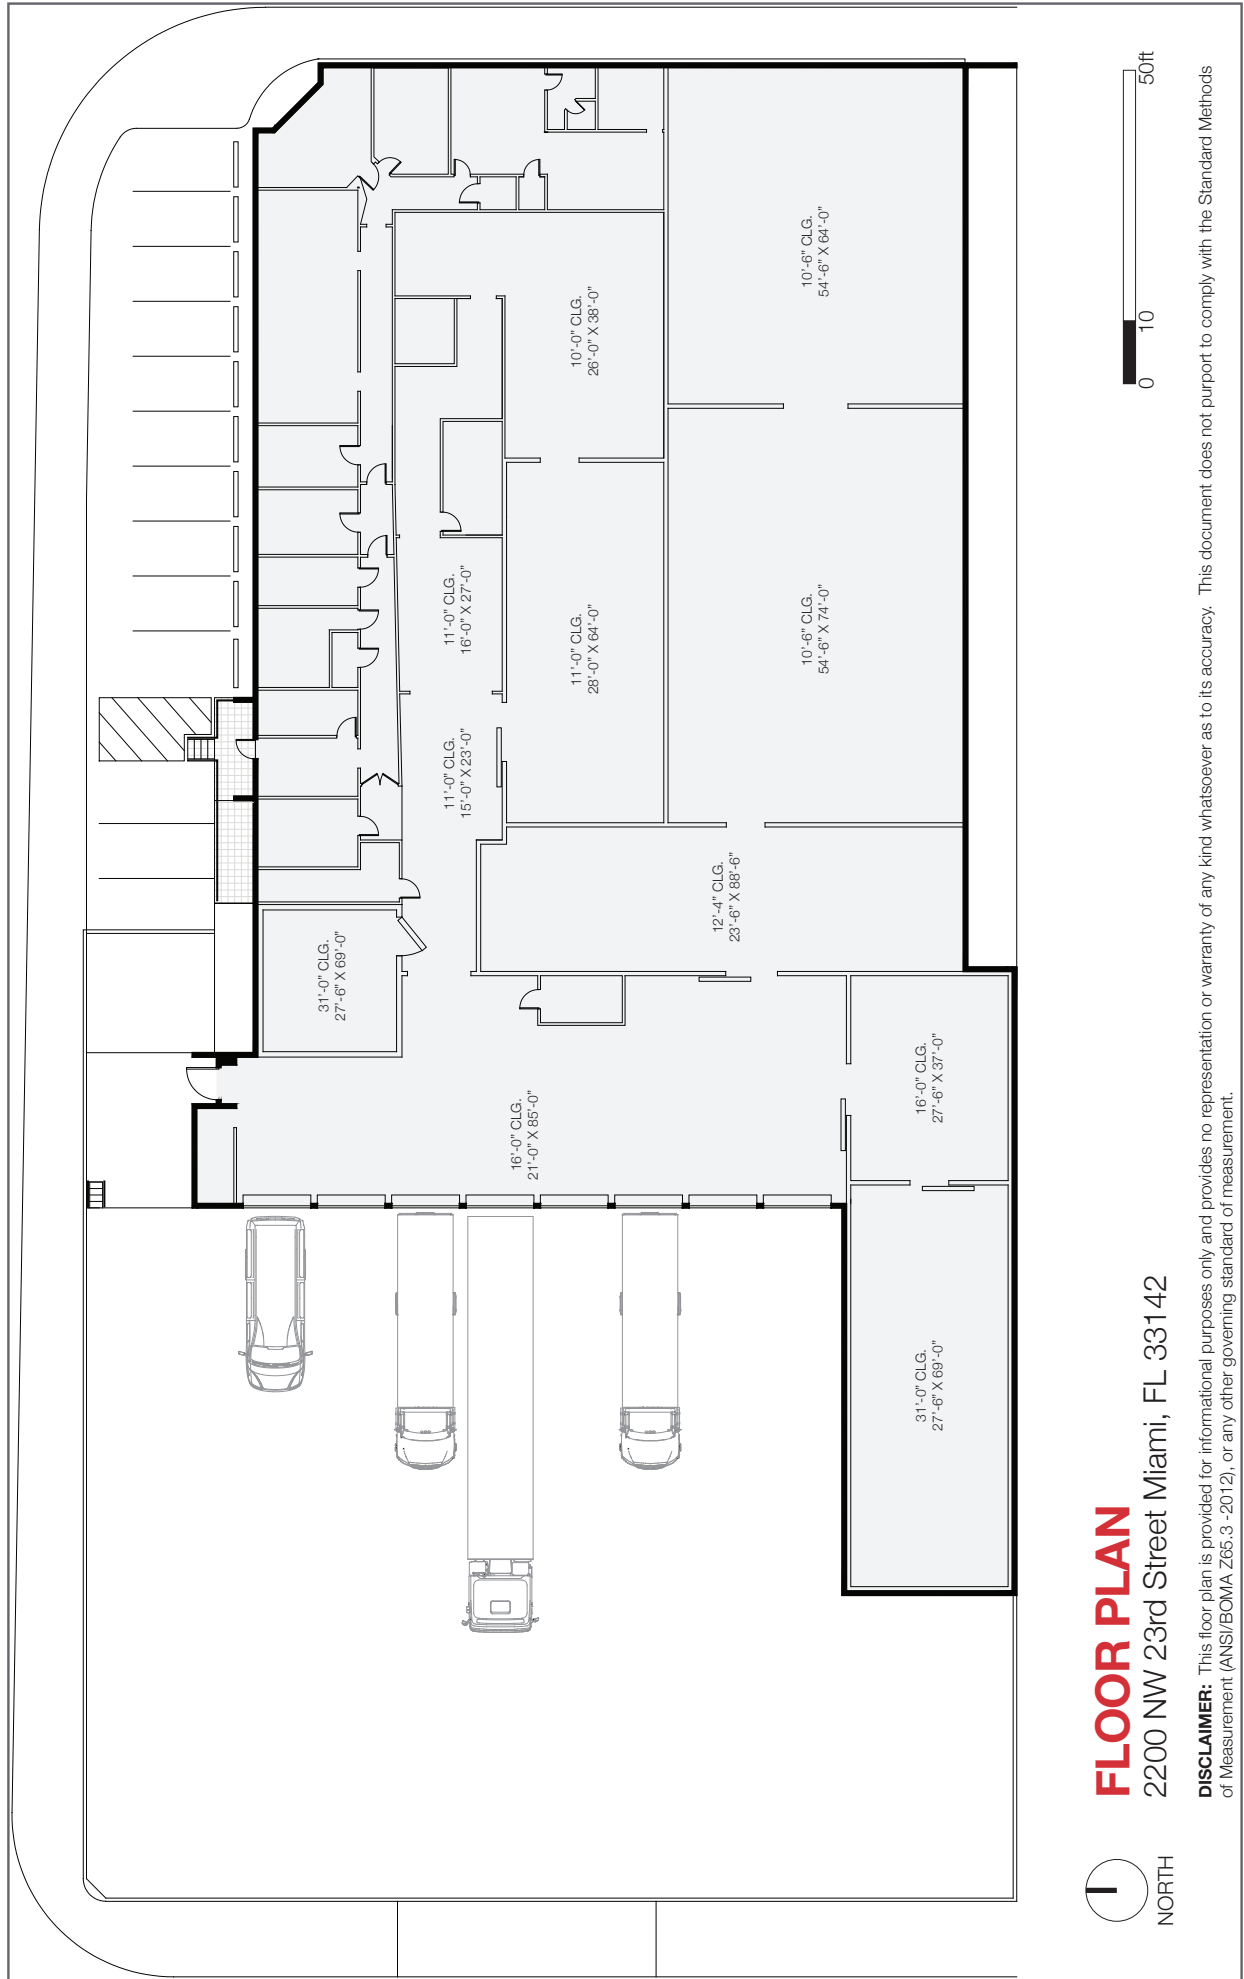 31'-0" CLG.
27'-6" X 69'-0"
11'-0" CLG.
15'-0" X 23'-0"
11'-0" CLG.
16'-0" X 27'-0"
10'-0" CLG.
26'-0" X 38'-0"
11'-0" CLG.
28'-0" X 64'-0"
10'-6" CLG.
54'-6" X 64'-0"
10'-6" CLG.
54'-6" X 74'-0"
12'-4" CLG.
23'-6" X 88'-6"
16'-0" CLG.
21'-0" X 85'-0"
16'-0" CLG.
27'-6" X 37'-0"
31'-0" CLG.
27'-6" X 69'-0"
0 10 50ft
NORTH
FLOOR PLAN
2200 NW 23rd Street Miami, FL 33142
DISCLAIMER: This floor plan is provided for informational purposes only and provides no representation or warranty of any kind whatsoever as to its accuracy. This document does not purport to comply with the Standard Methods
of Measurement (ANSI/BOMA Z65.3 -2012), or any other governing standard of measurement.